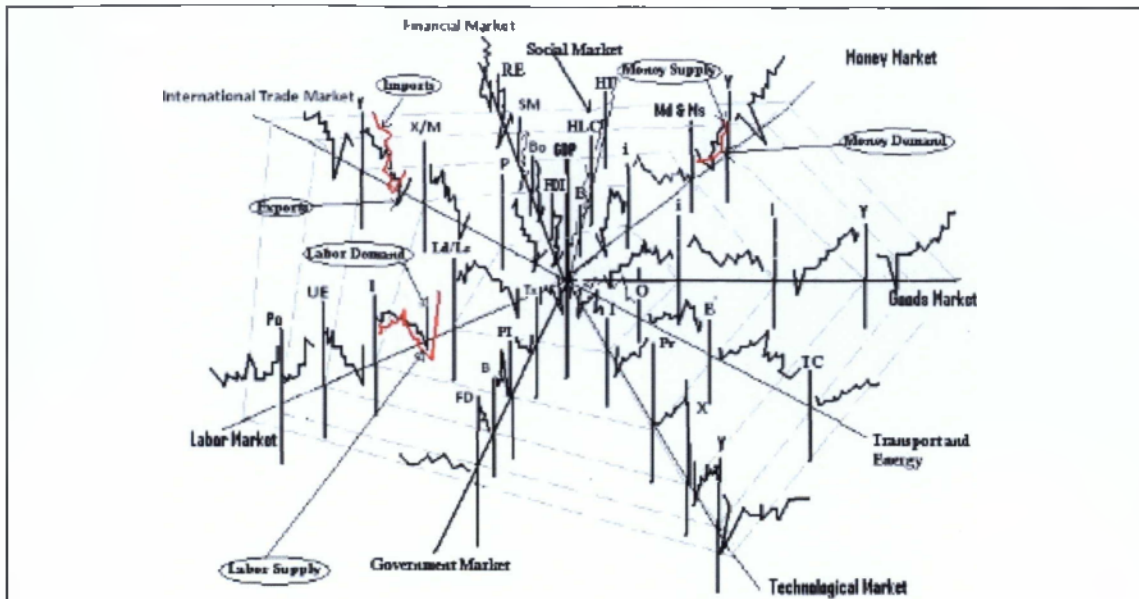 Financial Market
Social Market
Money Market
Imports
RE
HF
Money Supply
Y
International Trade Market
Y
SM
X/M
HLC
Md & Ms
Bo
GDP
Money Demand
P
i
FDI
B
Exports
i
I
Y
Labor Demand
Ld/Ls
Goods Market
UE
I
O
I
E
Po
PI
Pr
TC
B
FD
X
Labor Market
Transport and
Energy
Y
Government Market
Labor Supply
Technological Market